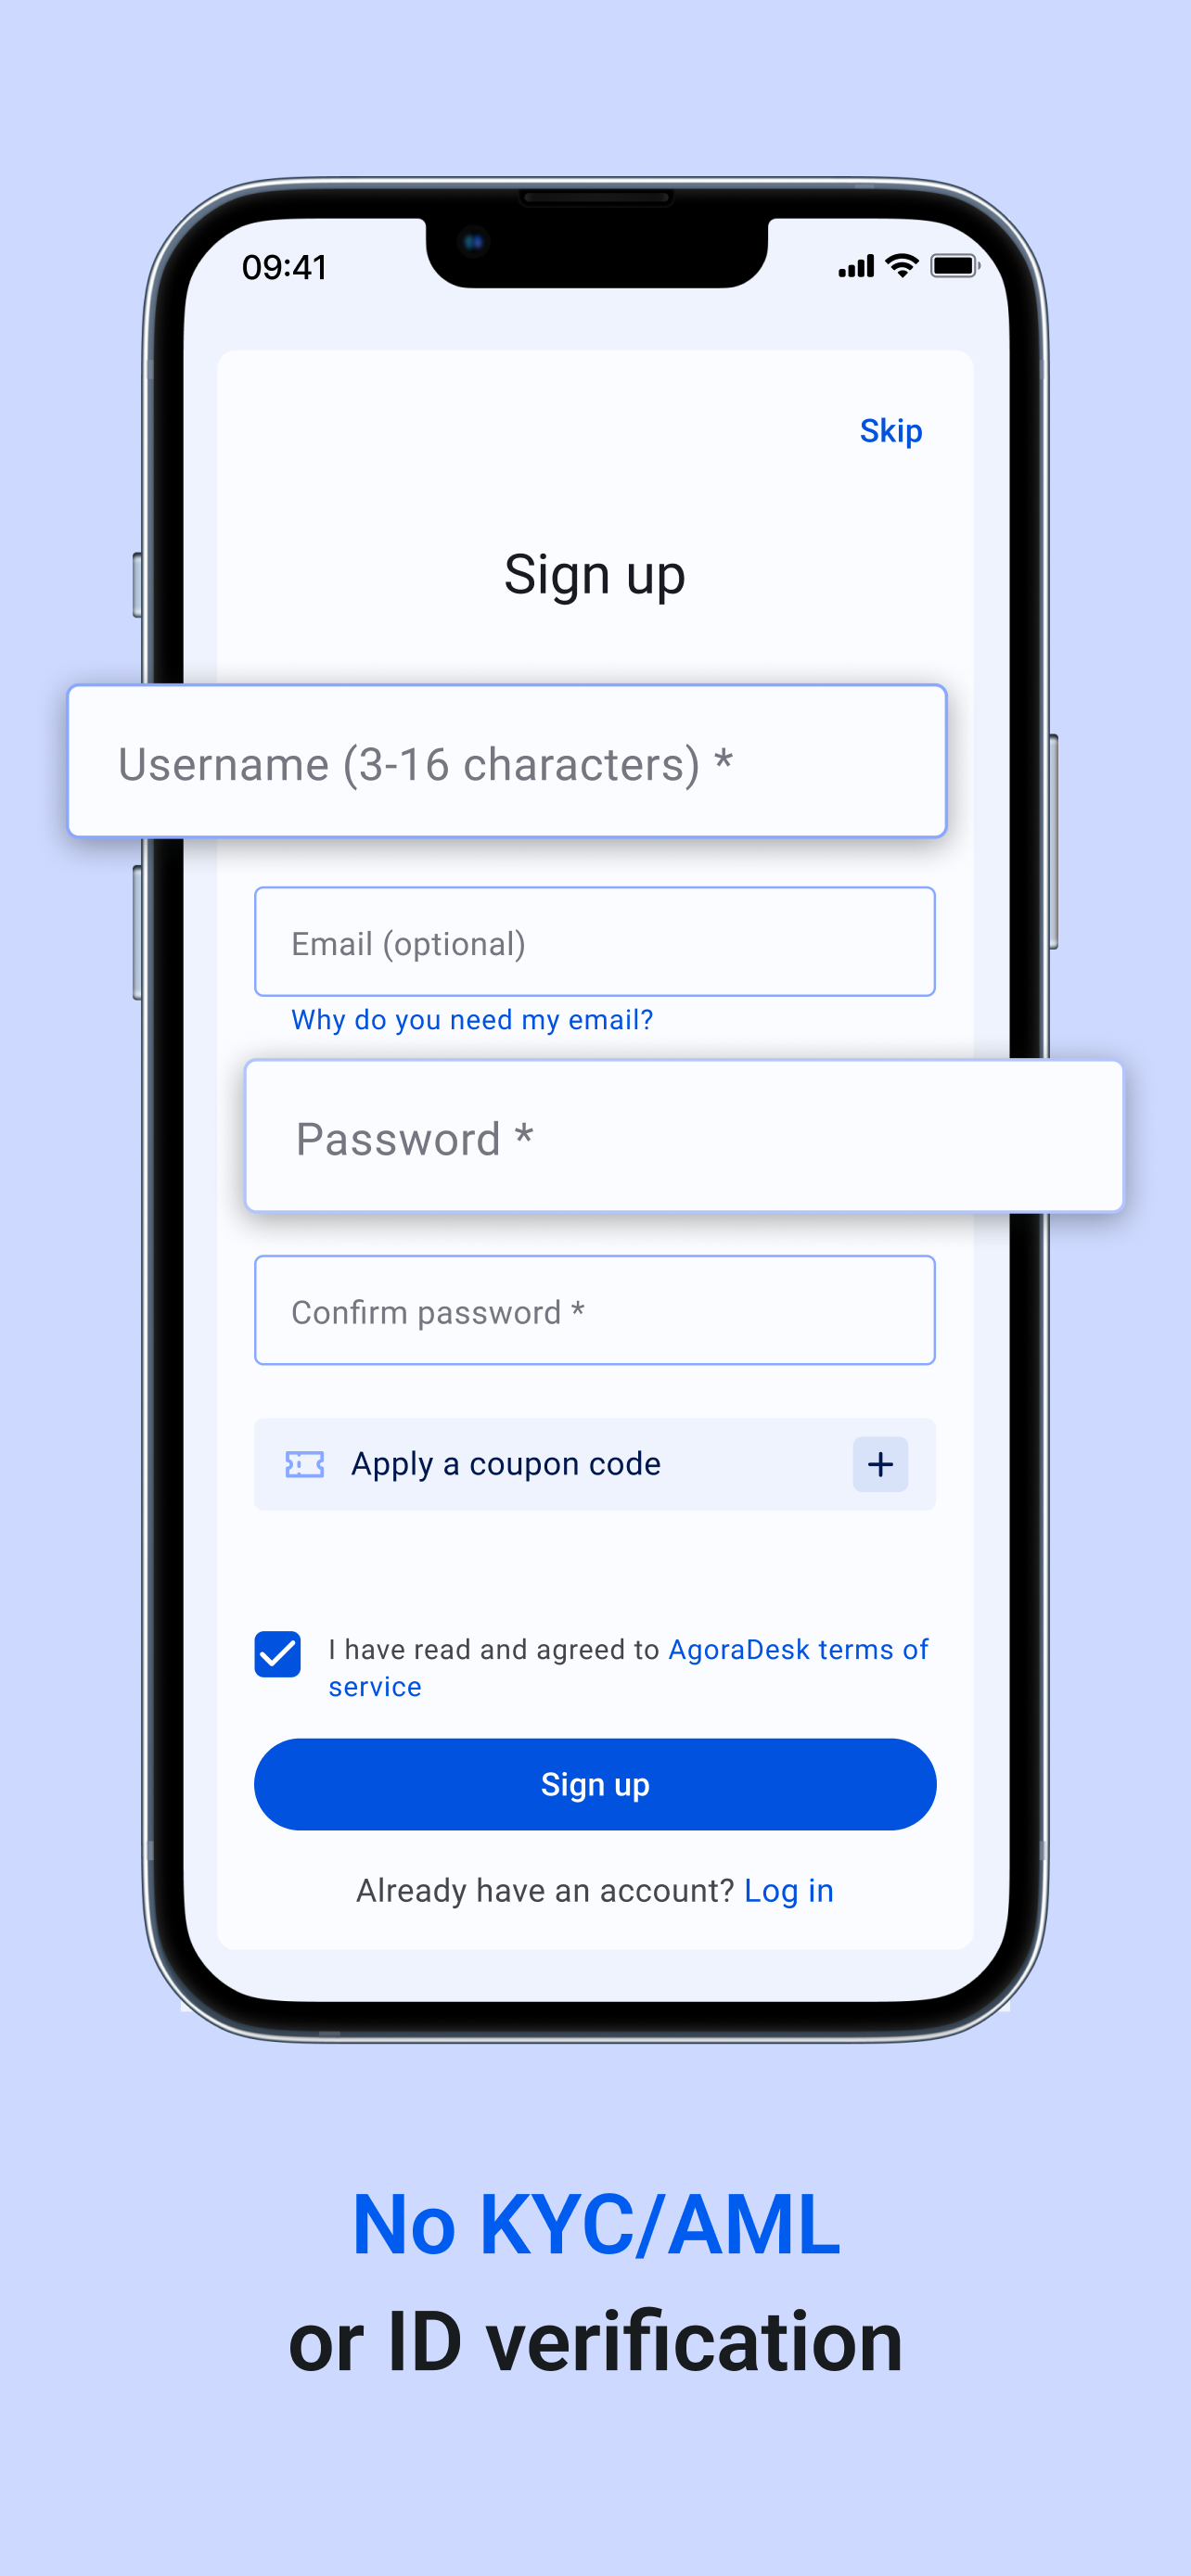 09:41
Skip
Sign up
Username (3-16 characters) *
Email (optional)
Why do you need my email?
Password *
Confirm password *
Apply a coupon code
I have read and agreed to AgoraDesk terms of
service
Sign up
Already have an account? Log in
No KYC/AML
or ID verification